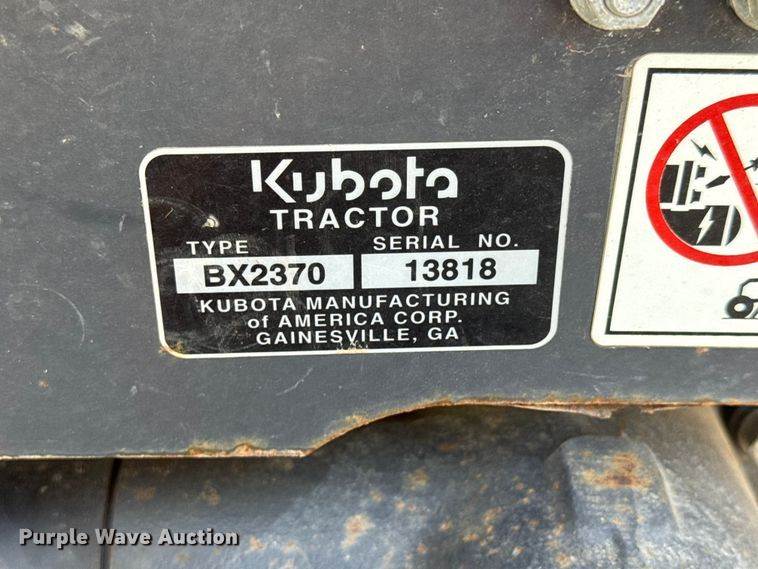 Kubota
TRACTOR
TYPE SERIAL NO.
BX2370 13818
KUBOTA MANUFACTURING
of AMERICA CORP.
GAINESVILLE, GA
Purple Wave Auction